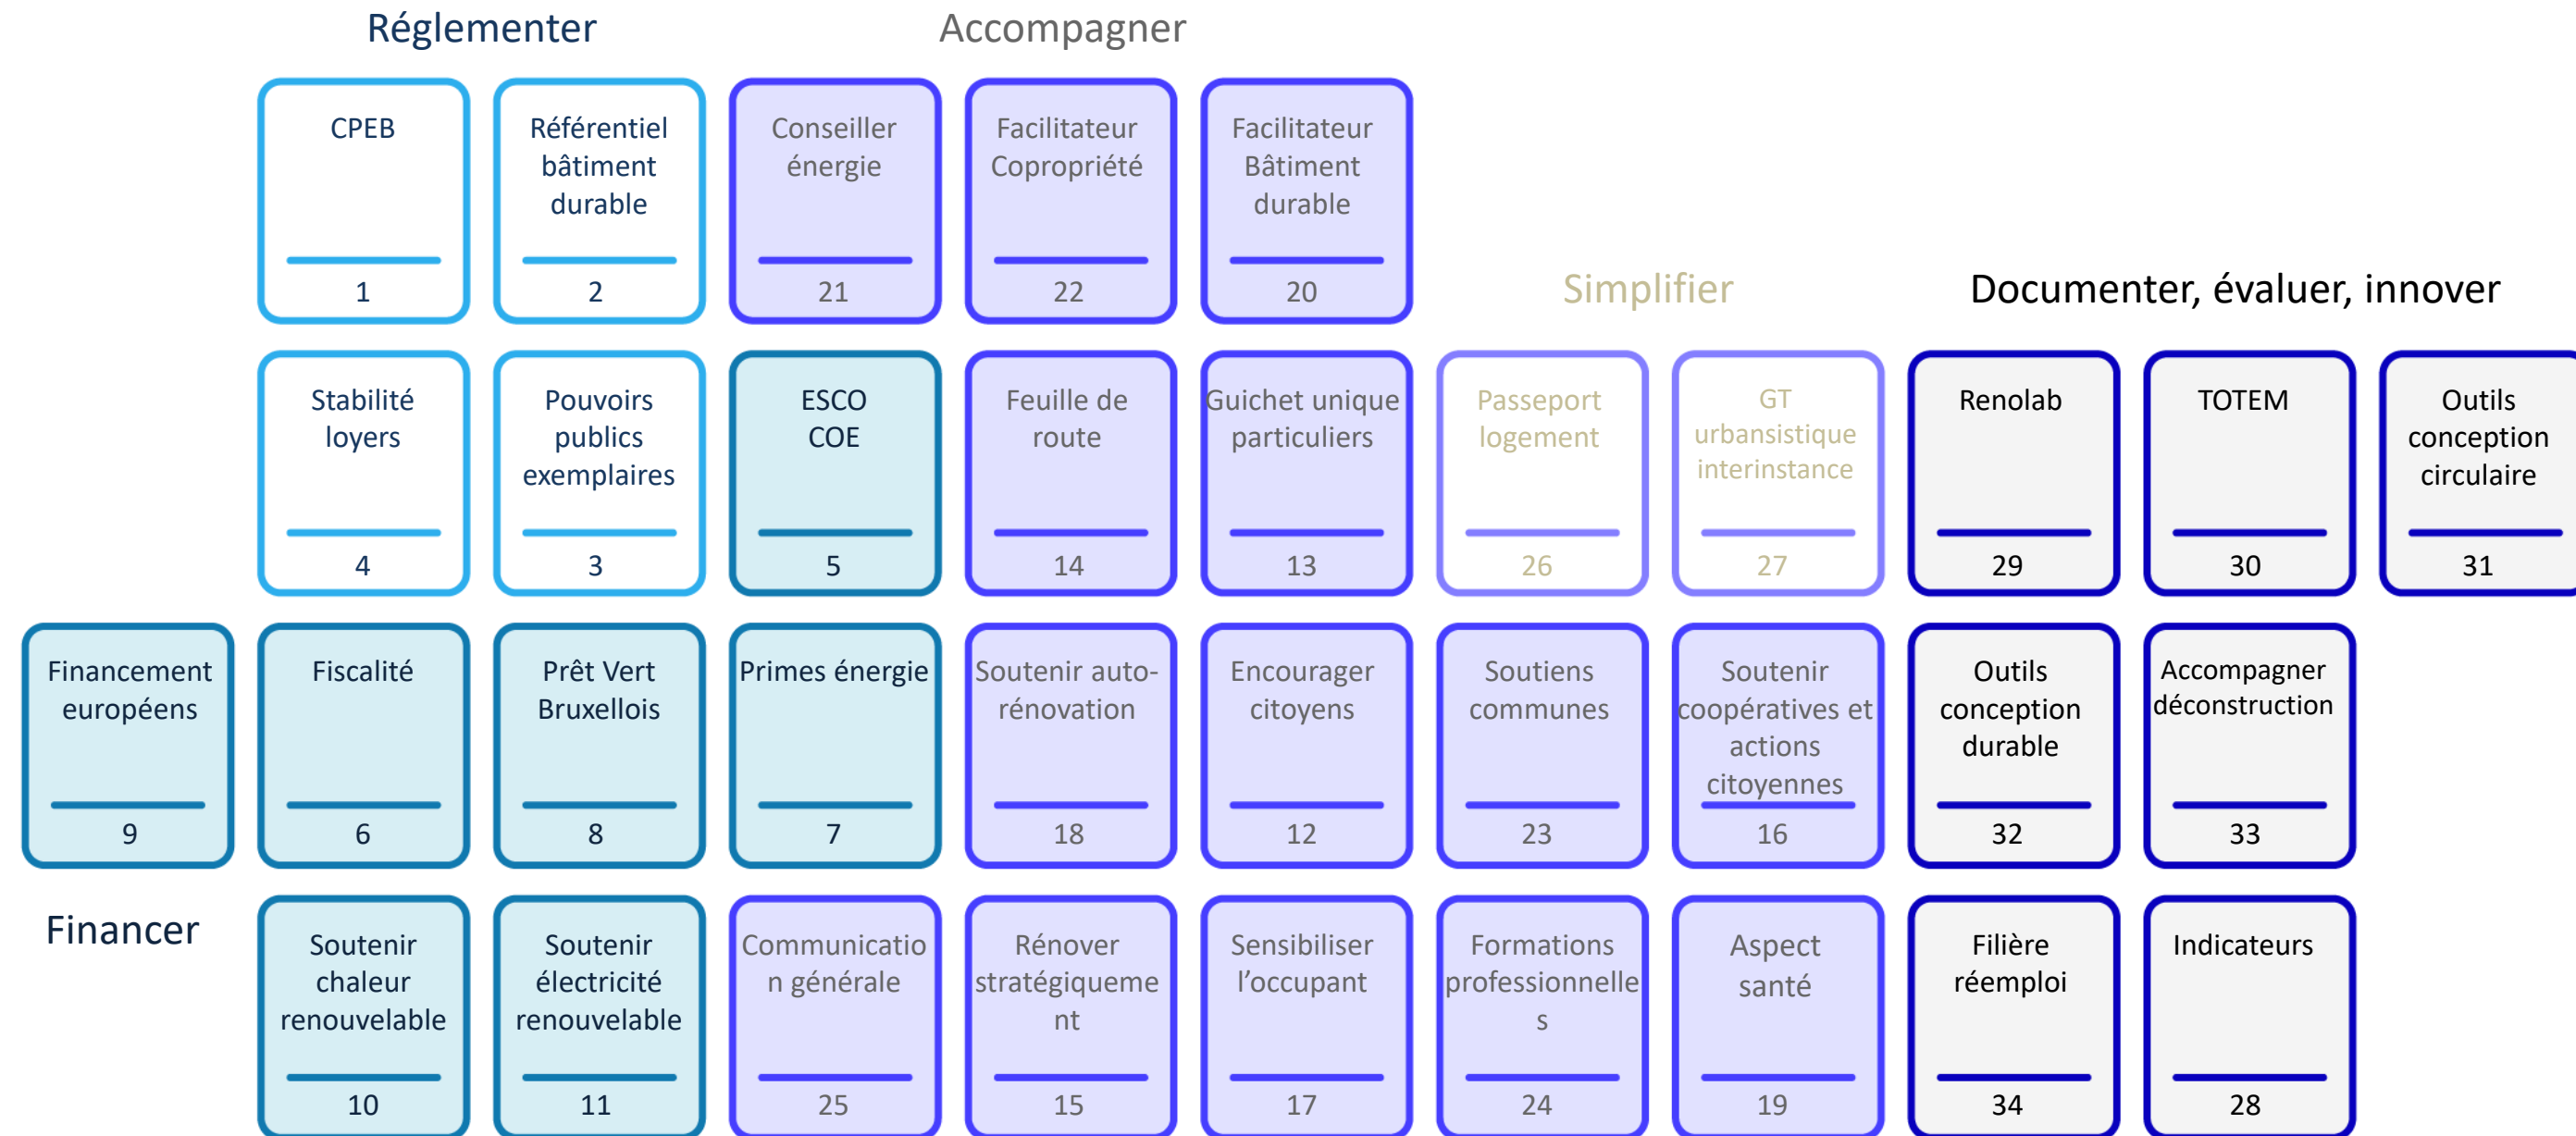 Réglementer
Accompagner
CPEB
1
Référentiel
bâtiment
durable
2
Conseiller
énergie
21
Facilitateur
Copropriété
22
Facilitateur
Bâtiment
durable
20
Simplifier
Documenter, évaluer, innover
Stabilité
loyers
4
Pouvoirs
publics
exemplaires
3
ESCO
COE
5
Feuille de
route
14
Guichet unique
particuliers
13
Passeport
logement
26
GT
urbansistique
interinstance
27
Renolab
29
TOTEM
30
Outils
conception
circulaire
31
Financement
européens
9
Fiscalité
6
Prêt Vert
Bruxellois
8
Primes énergie
7
Soutenir auto-
rénovation
18
Encourager
citoyens
12
Soutiens
communes
23
Soutenir
coopératives et
actions
citoyennes
16
Outils
conception
durable
32
Accompagner
déconstruction
33
Financer
Soutenir
chaleur
renouvelable
10
Soutenir
électricité
renouvelable
11
Communicatio
n générale
25
Rénover
stratégiqueme
nt
15
Sensibiliser
l’occupant
17
Formations
professionnelle
s
24
Aspect
santé
19
Filière
réemploi
34
Indicateurs
28